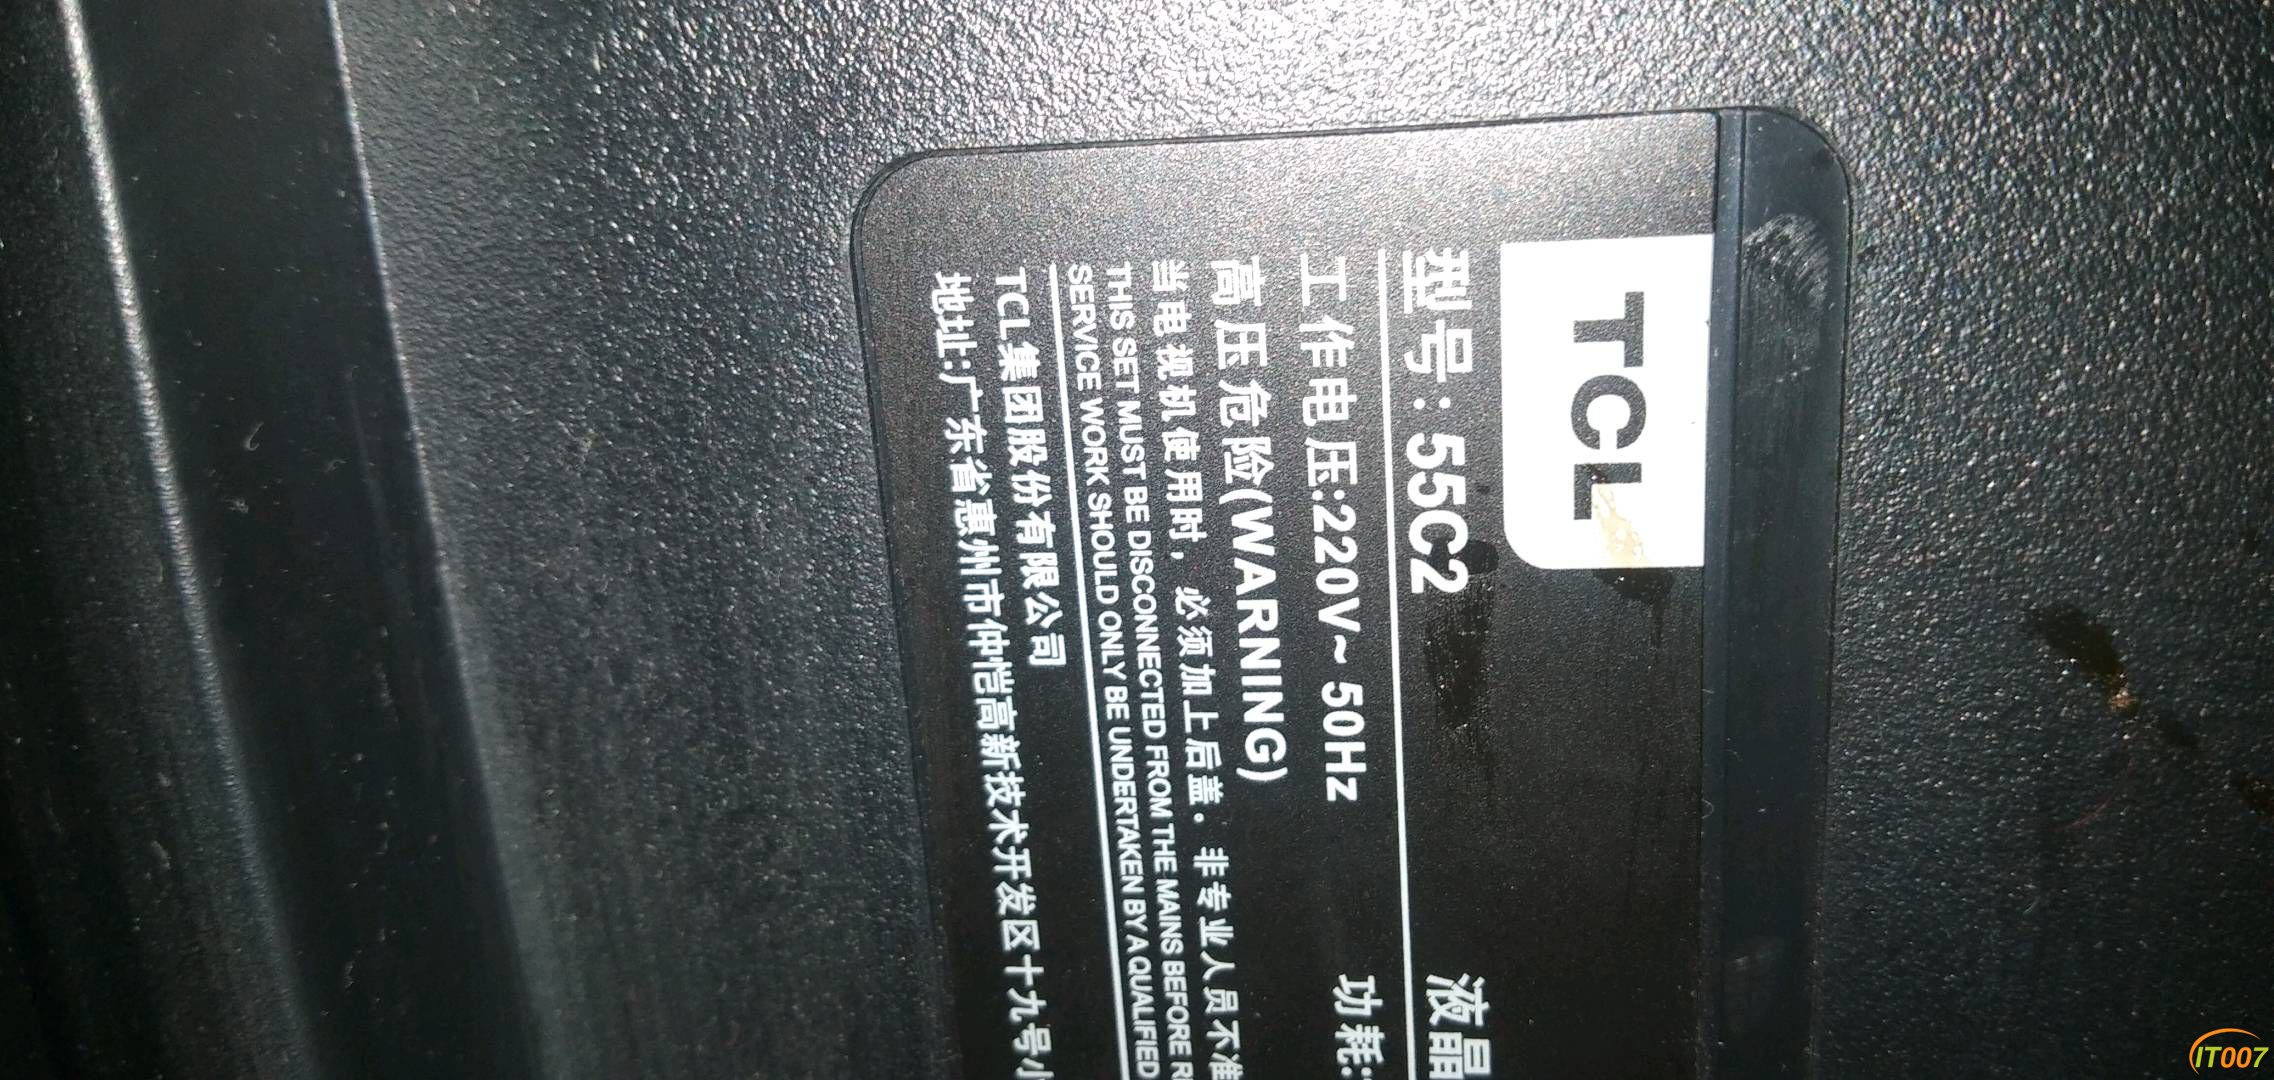 TCL
型号: 55C2 液晶
工作电压:220V~ 50Hz 功耗:
高压危险(WARNING)
当电视机使用时，必须加上后盖。非专业人员不准
THIS SET MUST BE DISCONNECTED FROM THE MAINS BEFORE
SERVICE WORK SHOULD ONLY BE UNDERTAKEN BY A QUALIFIED
TCL集团股份有限公司
地址:广东省惠州市仲恺高新技术开发区十九号小
IT007